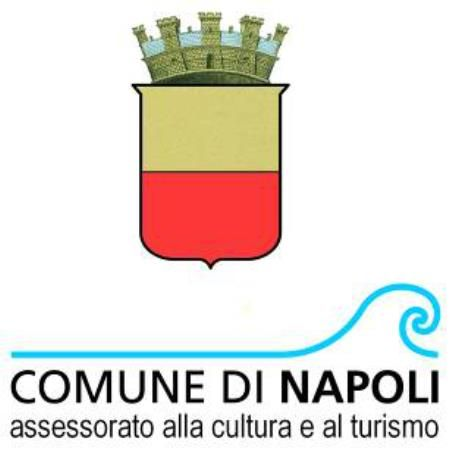 COMUNE DI NAPOLI
assessorato alla cultura e al turismo